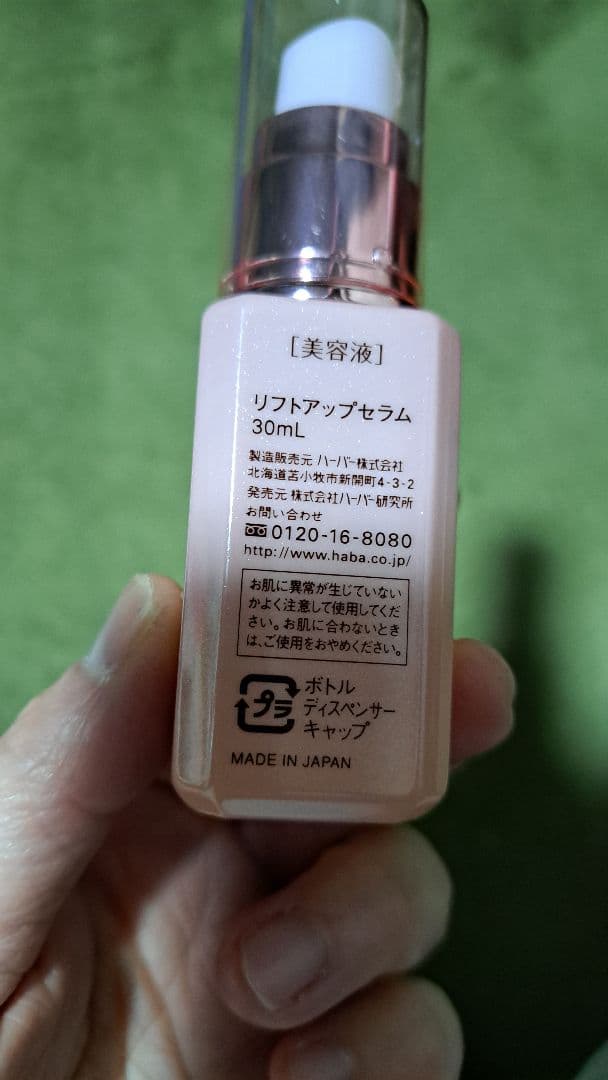 [美容液]
リフトアップセラム
30mL
製造販売元 ハーバー株式会社
北海道苫小牧市新開町4-3-2
発売元 株式会社ハーバー研究所
お問い合わせ
0120-16-8080
http://www.haba.co.jp/
お肌に異常が生じていない
かよく注意して使用してくだ
さい。お肌に合わないとき
は、ご使用をおやめください。
プラ
ボトル
ディスペンサー
キャップ
MADE IN JAPAN